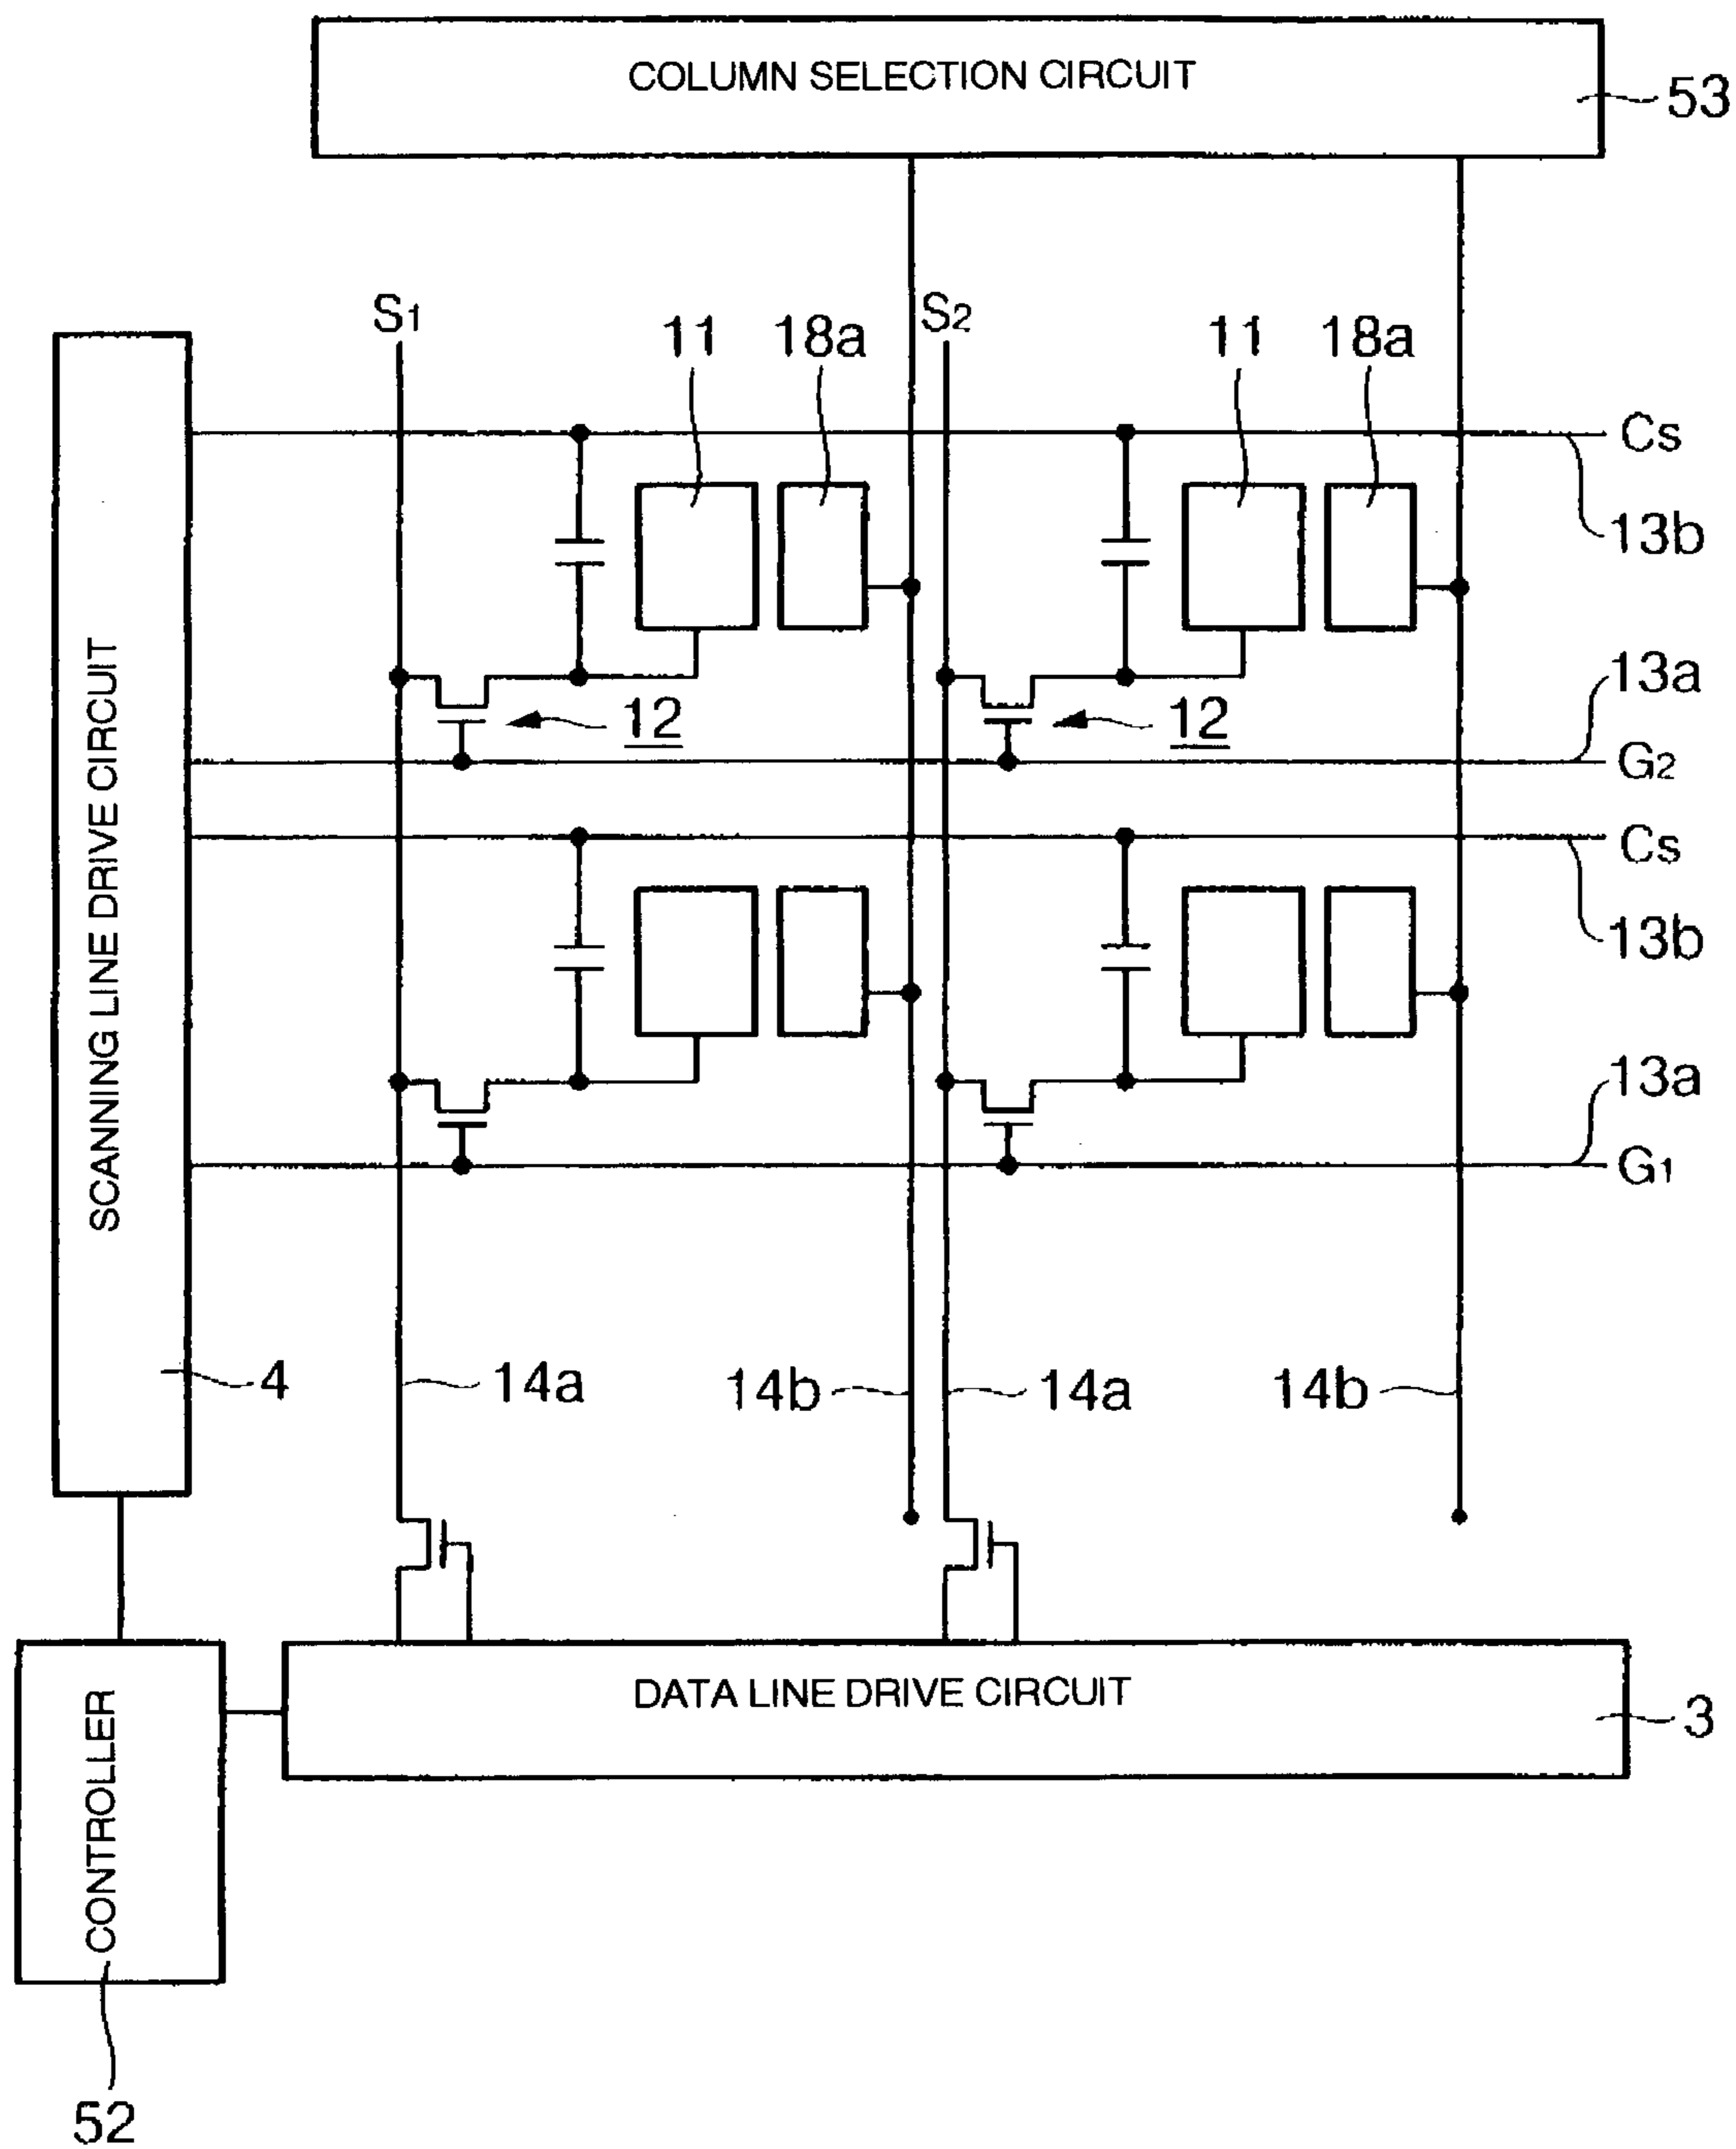 COLUMN SELECTION CIRCUIT
53
S1
11
18a
S2
11
18a
Cs
13b
13a
12
12
G2
Cs
13b
13a
G1
SCANNING LINE DRIVE CIRCUIT
4
14a
14b
14a
14b
DATA LINE DRIVE CIRCUIT
3
CONTROLLER
52